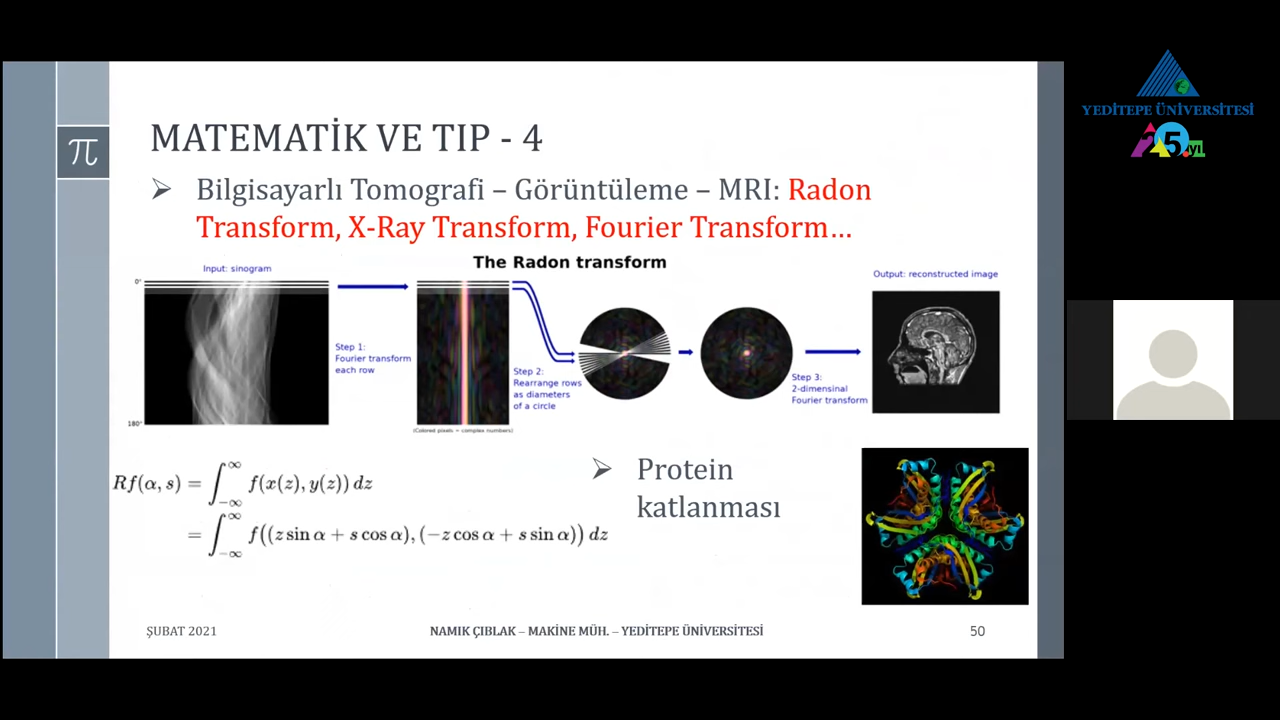 YEDİTEPE ÜNİVERSİTESİ
25.yıl
π
MATEMATİK VE TIP - 4
➢ Bilgisayarlı Tomografi – Görüntüleme – MRI: Radon
Transform, X-Ray Transform, Fourier Transform…
The Radon transform
Input: sinogram
Output: reconstructed image
0°
180°
Step 1:
Fourier transform
each row
Step 2:
Rearrange rows
as diameters
of a circle
(Colored pixels = complex numbers)
Step 3:
2-dimensinal
Fourier transform
Rf(α, s) = ∫_{-∞}^{∞} f(x(z), y(z)) dz
= ∫_{-∞}^{∞} f((z sin α + s cos α), (−z cos α + s sin α)) dz
➢ Protein
katlanması
ŞUBAT 2021
NAMIK ÇIBLAK – MAKİNE MÜH. – YEDİTEPE ÜNİVERSİTESİ
50